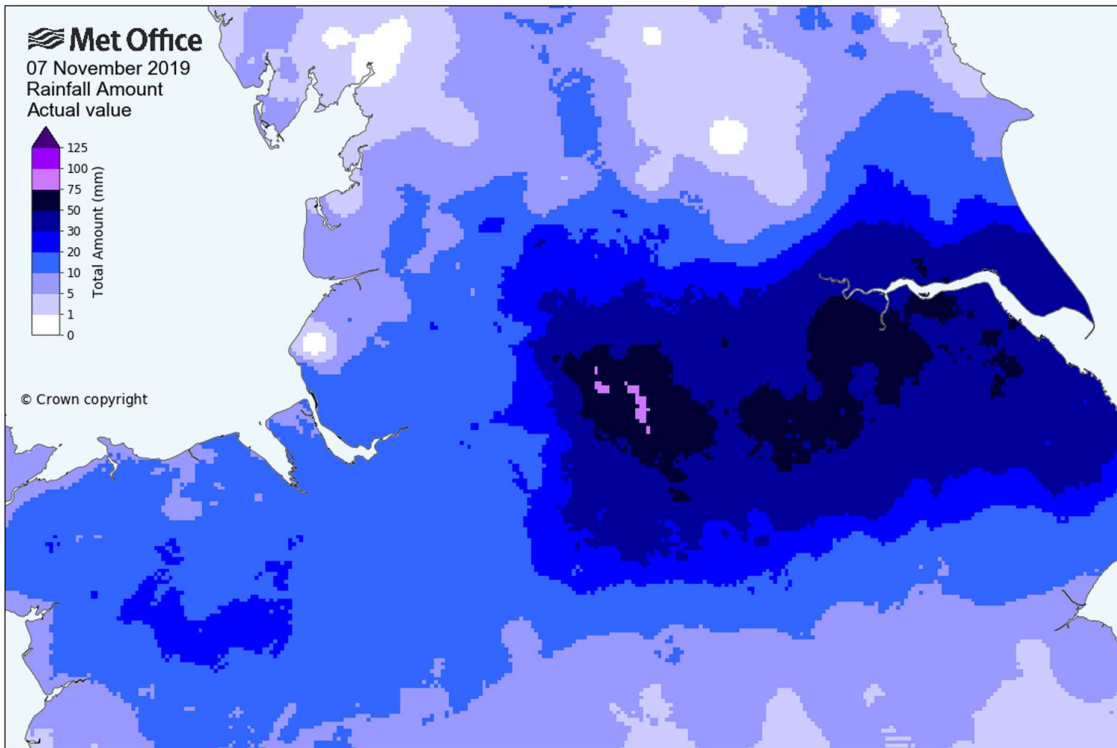 Met Office
07 November 2019
Rainfall Amount
Actual value
125
100
75
50
30
20
10
5
1
0
Total Amount (mm)
© Crown copyright